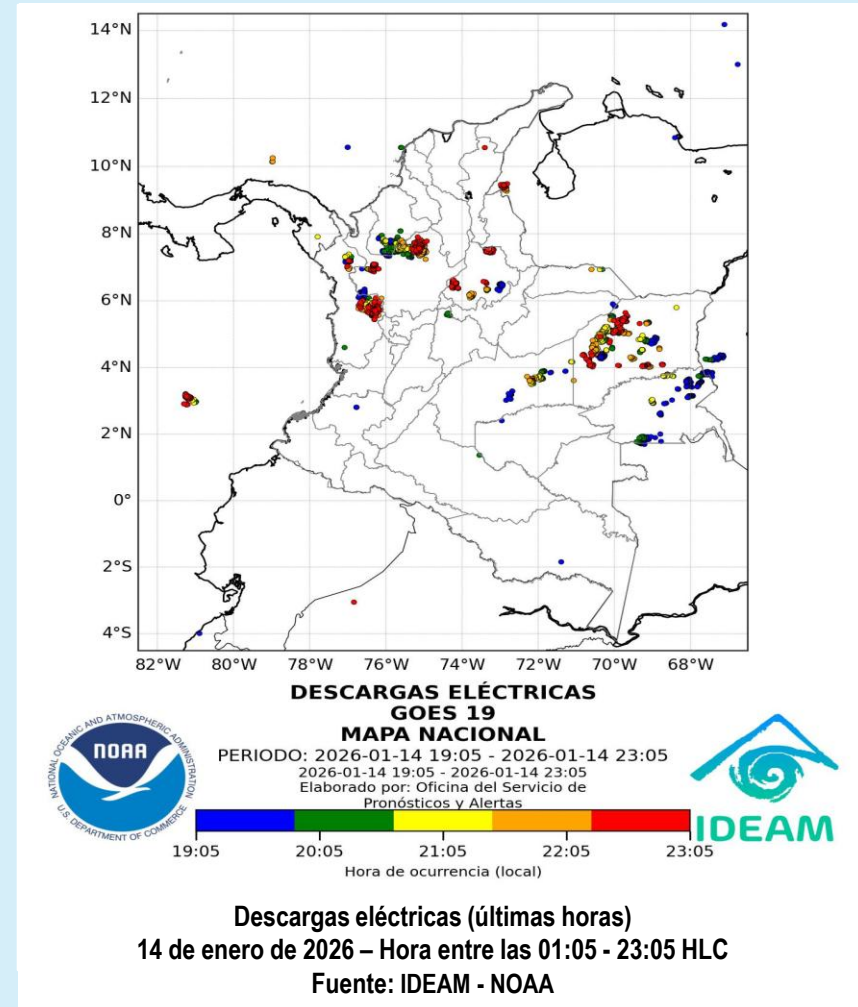 14°N
12°N
10°N
8°N
6°N
4°N
2°N
0°
2°S
4°S
82°W 80°W 78°W 76°W 74°W 72°W 70°W 68°W
DESCARGAS ELÉCTRICAS
GOES 19
MAPA NACIONAL
PERIODO: 2026-01-14 19:05 - 2026-01-14 23:05
2026-01-14 19:05 - 2026-01-14 23:05
Elaborado por: Oficina del Servicio de
Pronósticos y Alertas
NATIONAL OCEANIC AND ATMOSPHERIC ADMINISTRATION
NOAA
U.S. DEPARTMENT OF COMMERCE
IDEAM
19:05 20:05 21:05 22:05 23:05
Hora de ocurrencia (local)
Descargas eléctricas (últimas horas)
14 de enero de 2026 – Hora entre las 01:05 - 23:05 HLC
Fuente: IDEAM - NOAA